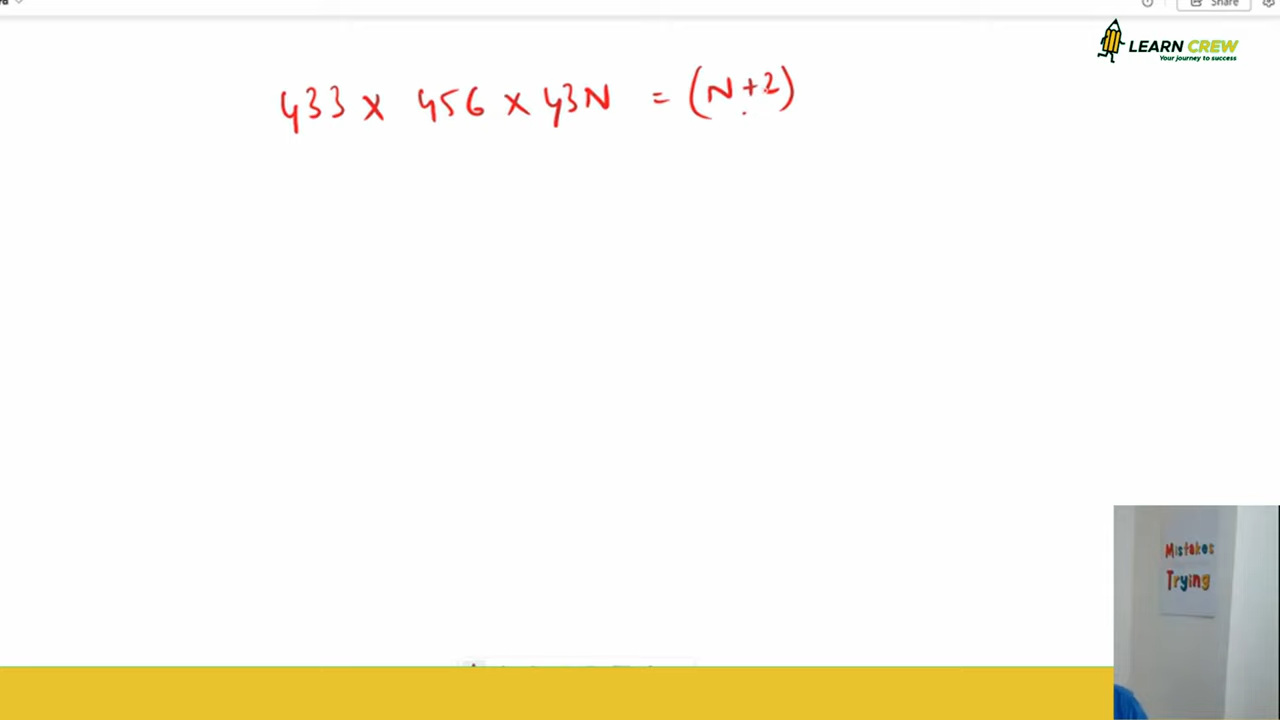 Share
LEARN CREW
Your journey to success
433 x 456 x 43N = (N+2)
Mistakes
Trying